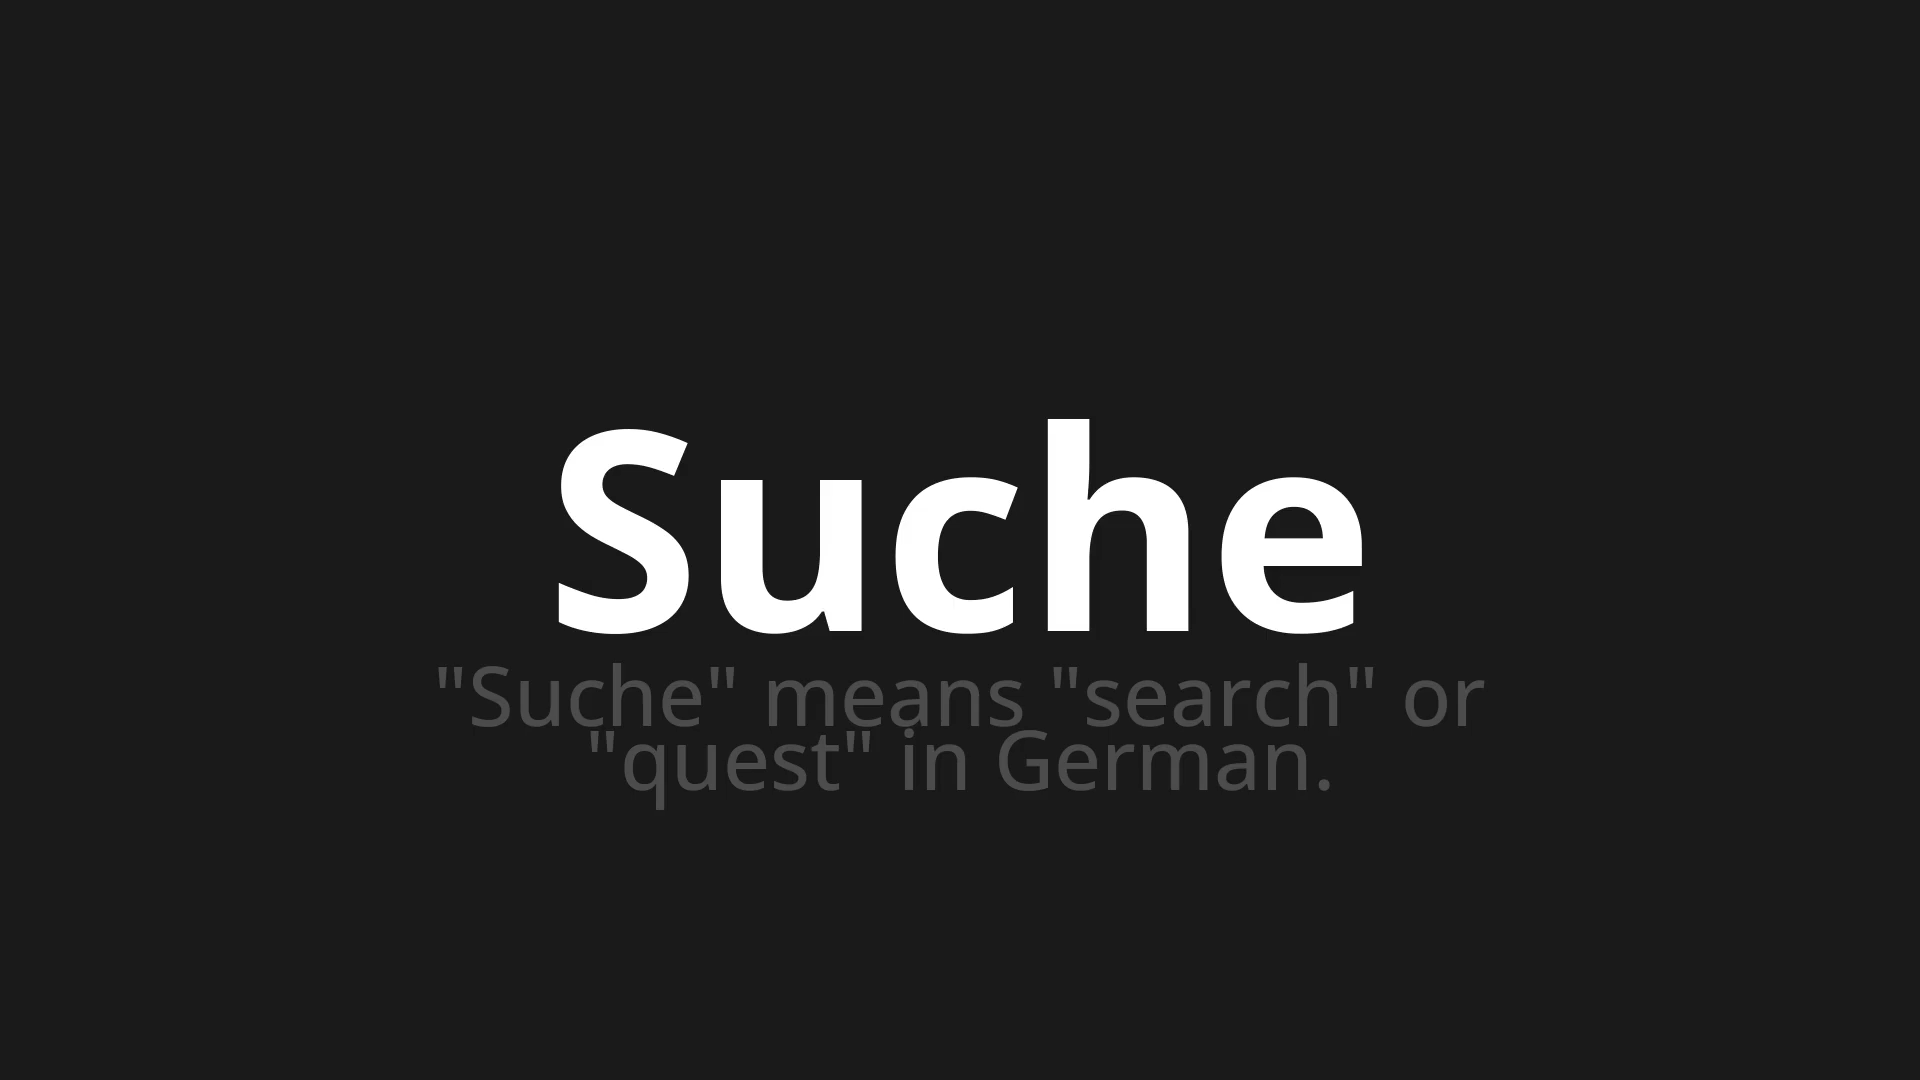 Suche
"Suche" means "search" or
"quest" in German.